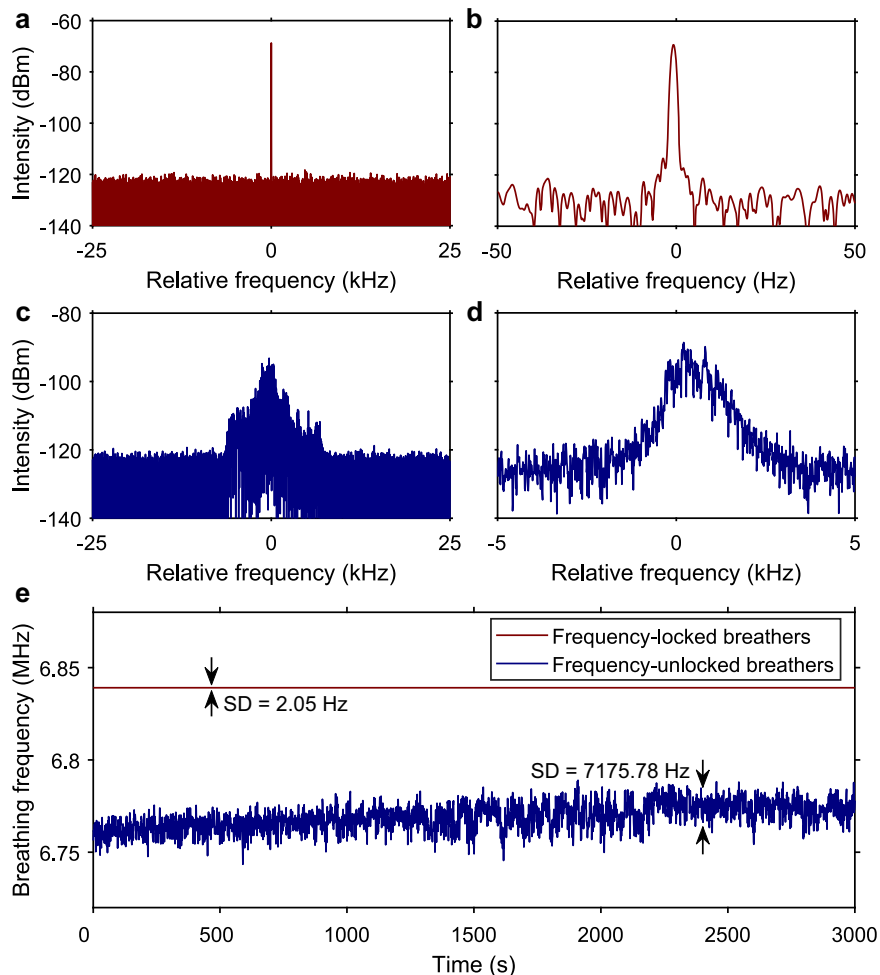 a
b
-60
-80
-100
-120
-140
Intensity (dBm)
-25
0
25
Relative frequency (kHz)
-50
0
50
Relative frequency (Hz)
c
d
-80
-100
-120
-140
Intensity (dBm)
-25
0
25
Relative frequency (kHz)
-5
0
5
Relative frequency (kHz)
e
Frequency-locked breathers
Frequency-unlocked breathers
6.85
6.8
6.75
Breathing frequency (MHz)
SD = 2.05 Hz
SD = 7175.78 Hz
0
500
1000
1500
2000
2500
3000
Time (s)